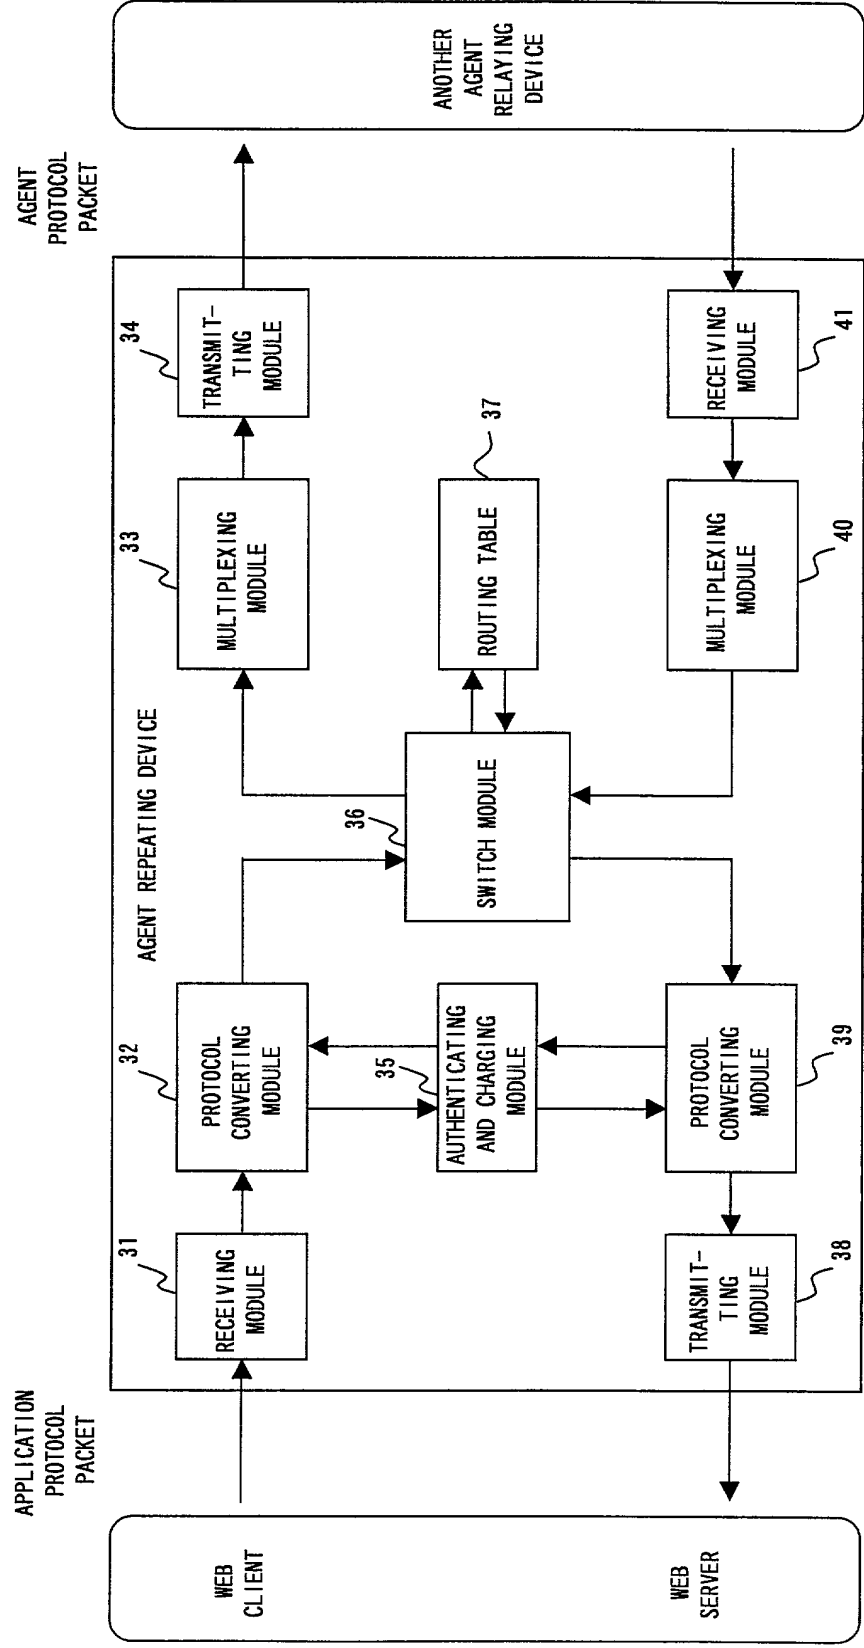 APPLICATION
PROTOCOL
PACKET
AGENT
PROTOCOL
PACKET
WEB
CLIENT
WEB
SERVER
AGENT REPEATING DEVICE
31
RECEIVING
MODULE
32
PROTOCOL
CONVERTING
MODULE
33
MULTIPLEXING
MODULE
34
TRANSMIT-
TING
MODULE
35
AUTHENTICATING
AND CHARGING
MODULE
36
SWITCH MODULE
37
ROUTING TABLE
TRANSMIT-
TING
MODULE
38
PROTOCOL
CONVERTING
MODULE
39
MULTIPLEXING
MODULE
40
RECEIVING
MODULE
41
ANOTHER
AGENT
RELAYING
DEVICE